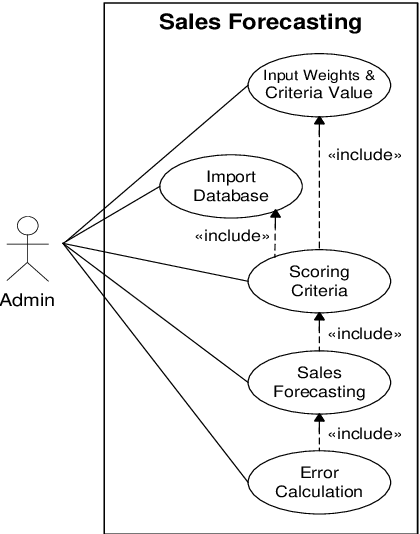 Sales Forecasting
Input Weights &
Criteria Value
«include»
Import
Database
«include»
Admin
Scoring
Criteria
«include»
Sales
Forecasting
«include»
Error
Calculation